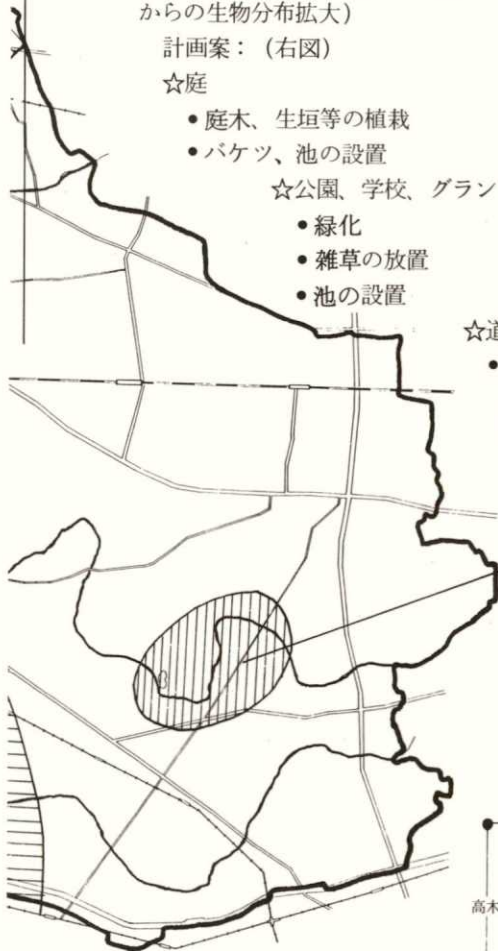 からの生物分布拡大)
計画案：(右図)
☆庭
• 庭木、生垣等の植栽
• バケツ、池の設置
☆公園、学校、グラン
• 緑化
• 雑草の放置
• 池の設置
☆道
•
高木